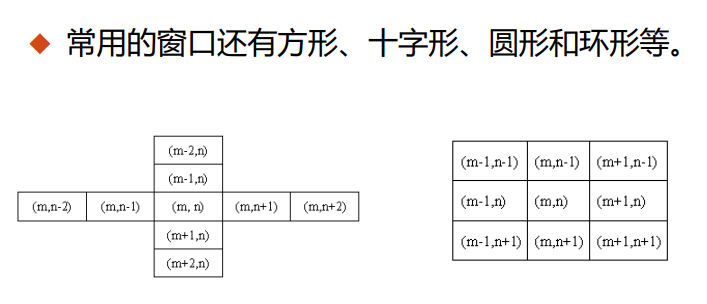 常用的窗口还有方形、十字形、圆形和环形等。
(m-2,n)
(m-1,n)
(m,n-2) (m,n-1) (m, n) (m,n+1) (m,n+2)
(m+1,n)
(m+2,n)
(m-1,n-1) (m,n-1) (m+1,n-1)
(m-1,n) (m,n) (m+1,n)
(m-1,n+1) (m,n+1) (m+1,n+1)